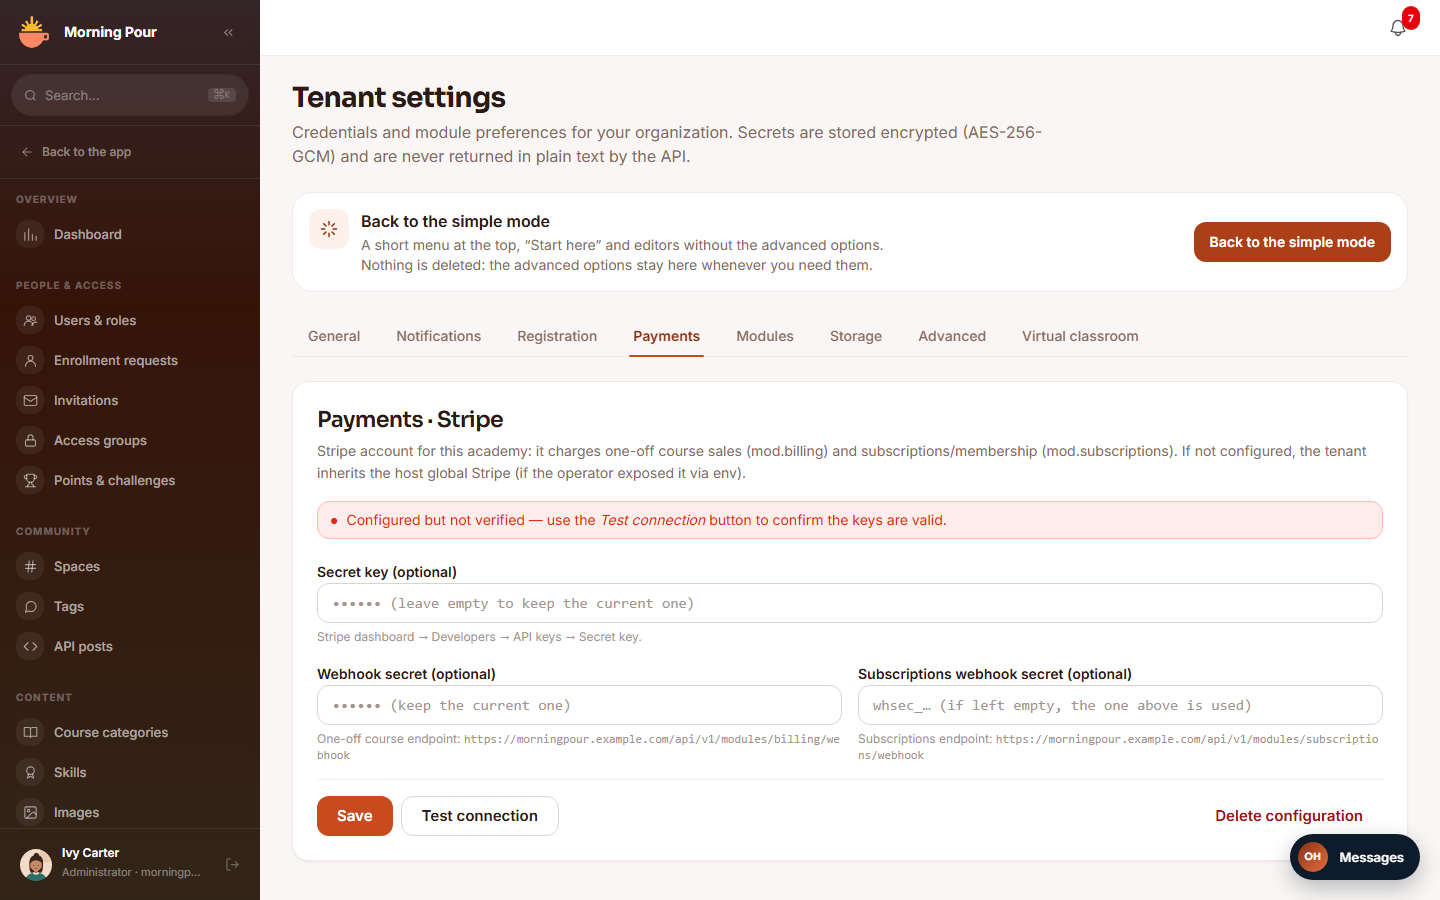 Morning Pour
Search...
⌘K
Back to the app
OVERVIEW
Dashboard
PEOPLE & ACCESS
Users & roles
Enrollment requests
Invitations
Access groups
Points & challenges
COMMUNITY
Spaces
Tags
API posts
CONTENT
Course categories
Skills
Images
Ivy Carter
Administrator · morningp...
7
Tenant settings
Credentials and module preferences for your organization. Secrets are stored encrypted (AES-256-
GCM) and are never returned in plain text by the API.
Back to the simple mode
A short menu at the top, “Start here” and editors without the advanced options.
Nothing is deleted: the advanced options stay here whenever you need them.
Back to the simple mode
General Notifications Registration Payments Modules Storage Advanced Virtual classroom
Payments · Stripe
Stripe account for this academy: it charges one-off course sales (mod.billing) and subscriptions/membership (mod.subscriptions). If not configured, the tenant
inherits the host global Stripe (if the operator exposed it via env).
Configured but not verified — use the Test connection button to confirm the keys are valid.
Secret key (optional)
•••••• (leave empty to keep the current one)
Stripe dashboard → Developers → API keys → Secret key.
Webhook secret (optional)
•••••• (keep the current one)
One-off course endpoint: https://morningpour.example.com/api/v1/modules/billing/we
bhook
Subscriptions webhook secret (optional)
whsec_… (if left empty, the one above is used)
Subscriptions endpoint: https://morningpour.example.com/api/v1/modules/subscriptio
ns/webhook
Save
Test connection
Delete configuration
OH
Messages